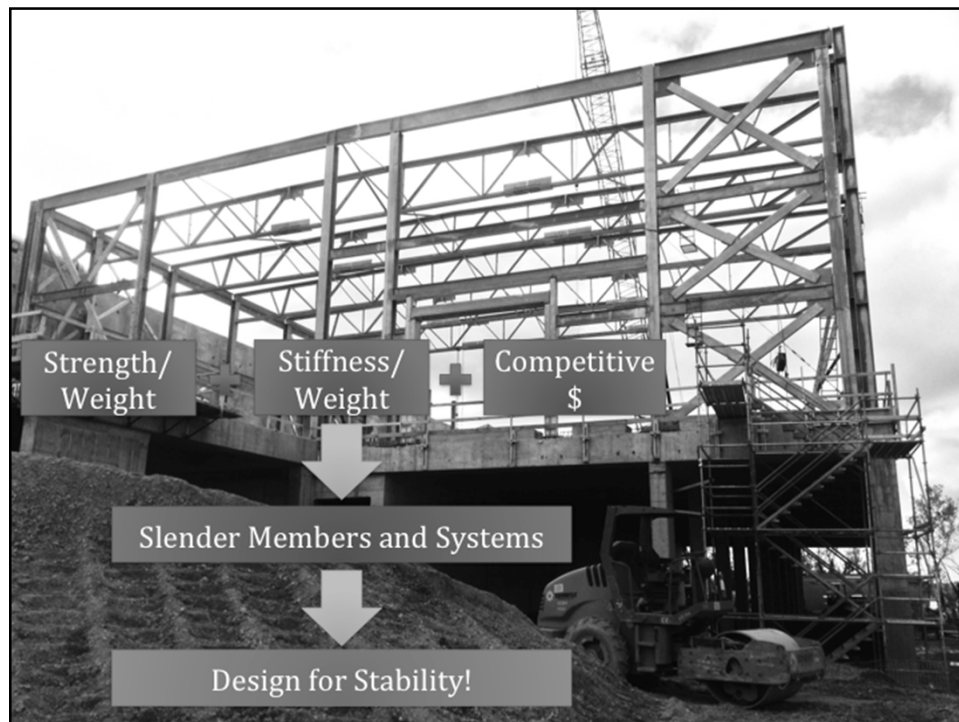 Strength/
Weight
+
Stiffness/
Weight
+
Competitive
$
Slender Members and Systems
Design for Stability!